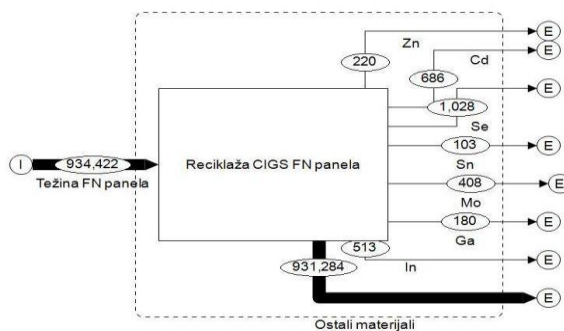 Zn
E
220
Cd
E
686
E
1,028
Se
I
934,422
Težina FN panela
Reciklaža CIGS FN panela
103
E
Sn
408
E
Mo
180
E
Ga
513
In
E
931,284
E
Ostali materijali